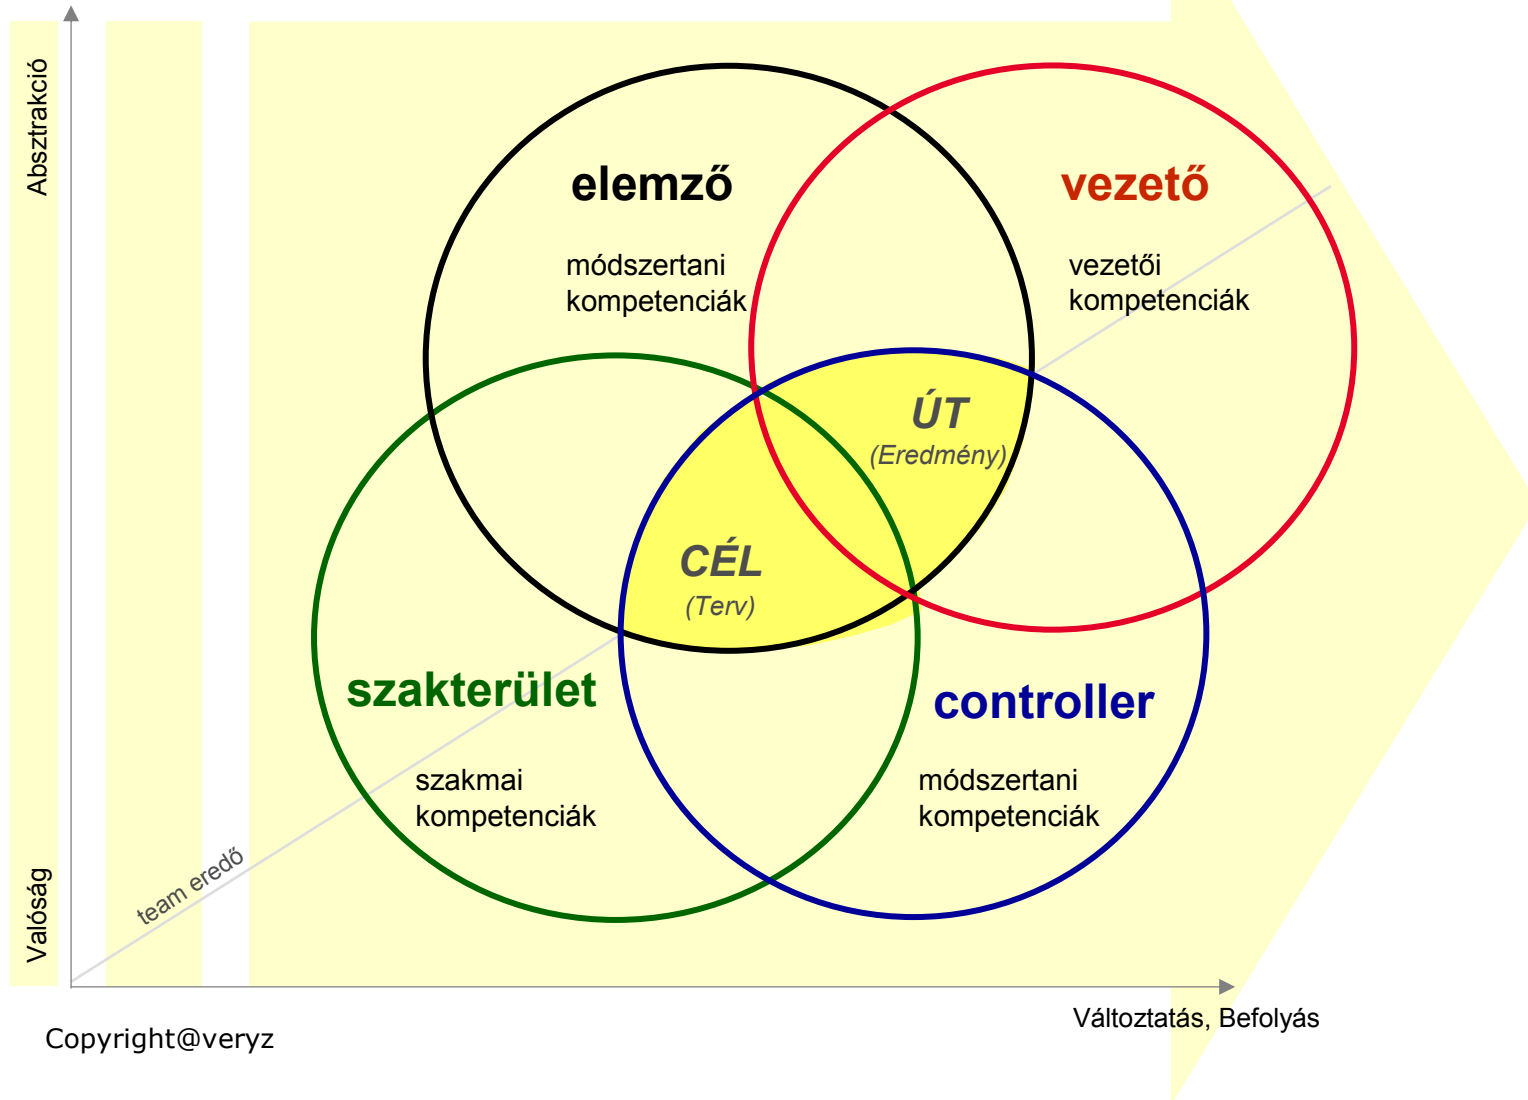 Absztrakció
elemző
vezető
módszertani
kompetenciák
vezetői
kompetenciák
ÚT
(Eredmény)
CÉL
(Terv)
szakterület
controller
szakmai
kompetenciák
módszertani
kompetenciák
team eredő
Valóság
Változtatás, Befolyás
Copyright@veryz